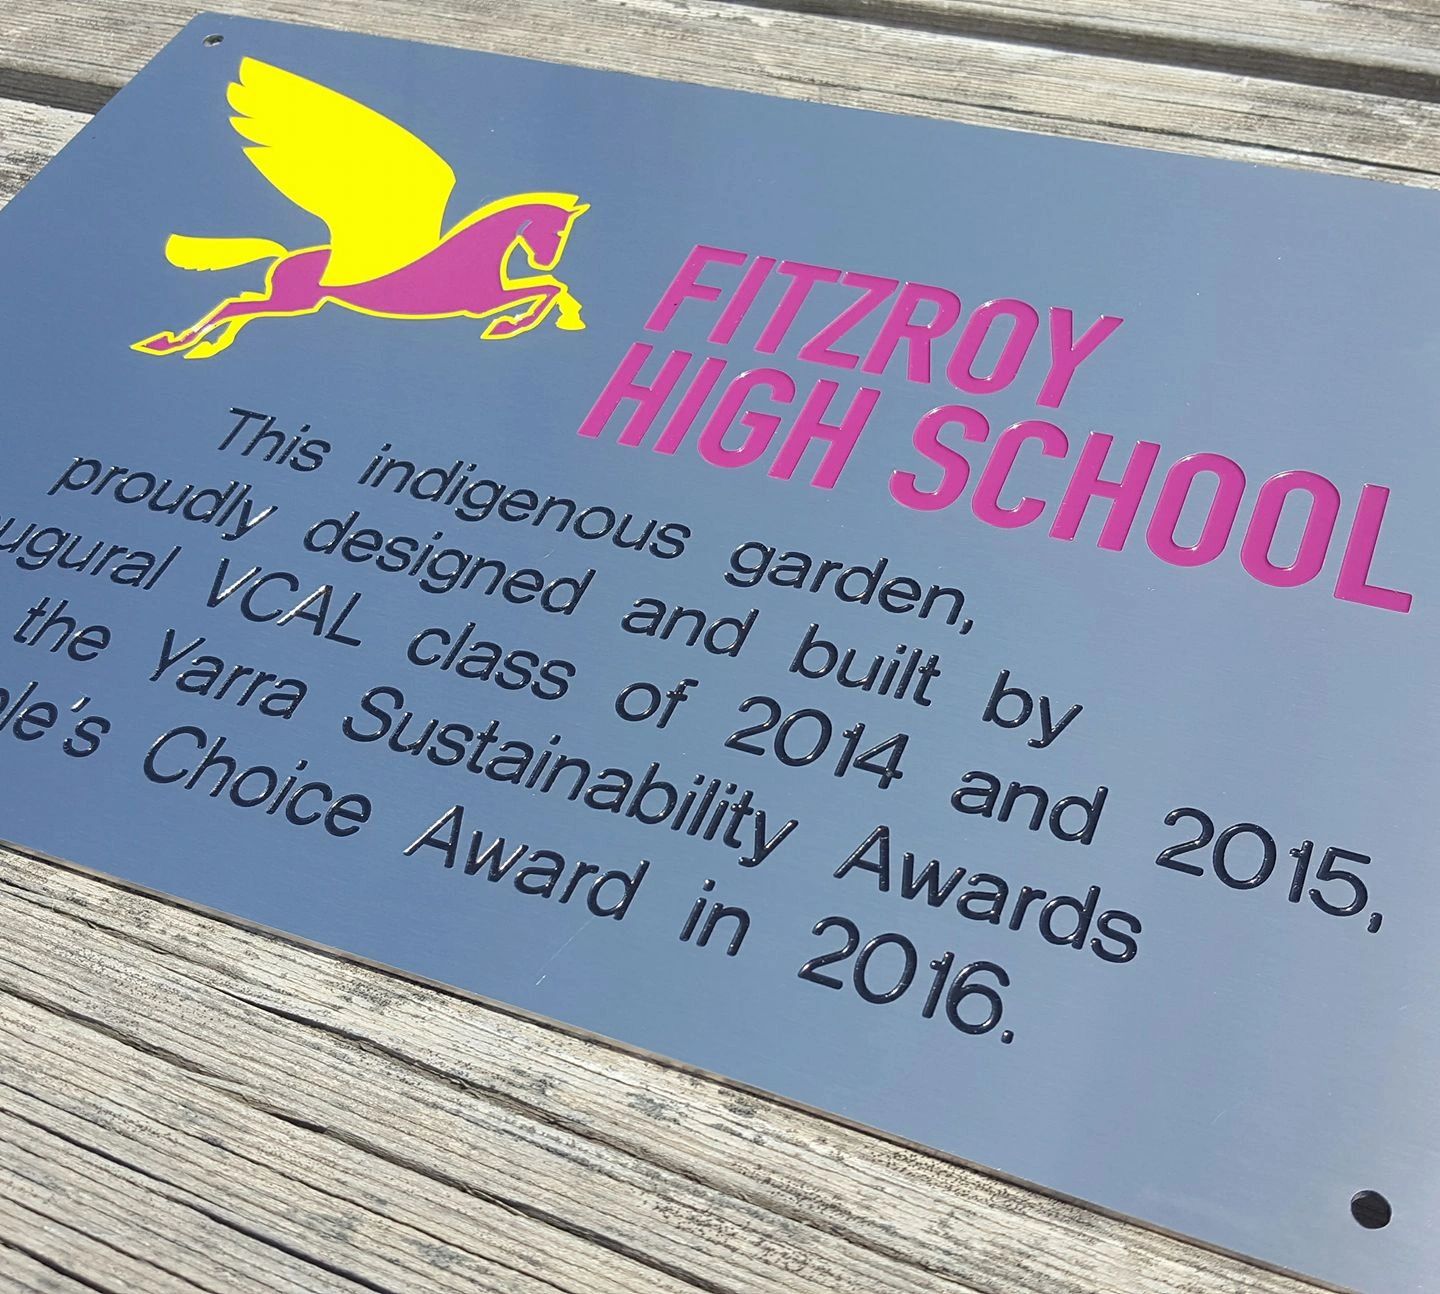 FITZROY
HIGH SCHOOL
This indigenous garden,
proudly designed and built by
VCAL class of 2014 and 2015,
the Yarra Sustainability Awards
Choice Award in 2016.